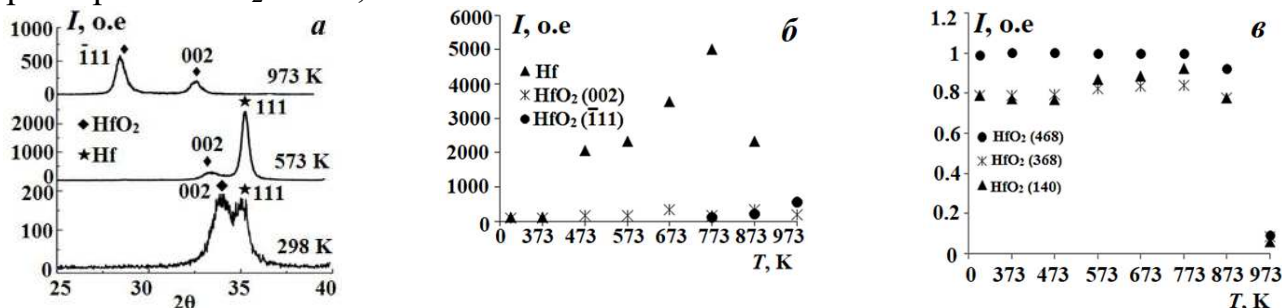 I, о.е
а
1000
500
0
1̄11
002
973 K
2000
1000
0
HfO₂
Hf
002
111
573 K
200
100
0
002
111
298 K
25 30 35 40
2θ
I, о.е
б
6000
5000
4000
3000
2000
1000
0
Hf
HfO₂ (002)
HfO₂ (1̄11)
0 373 473 573 673 773 873 973
T, K
I, о.е
в
1.2
1
0.8
0.6
0.4
0.2
0
HfO₂ (468)
HfO₂ (368)
HfO₂ (140)
0 373 473 573 673 773 873 973
T, K